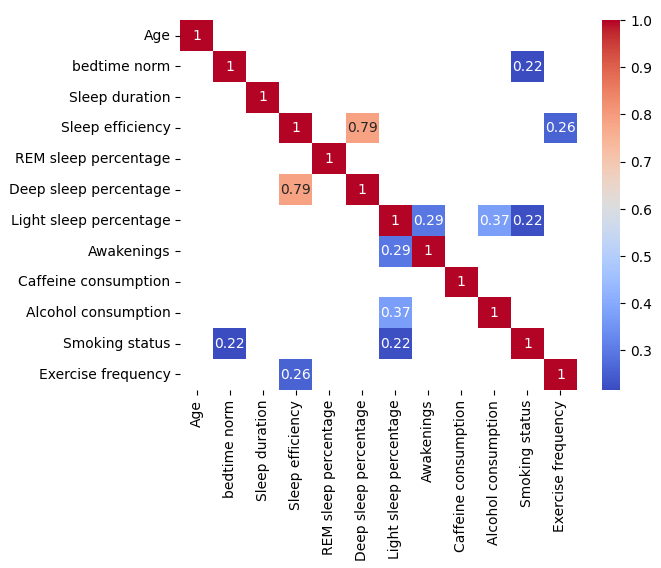 Age 1 1.0
bedtime norm 1 0.22
0.9
Sleep duration 1
Sleep efficiency 1 0.79 0.26
0.8
REM sleep percentage 1
0.7
Deep sleep percentage 0.79 1
Light sleep percentage 1 0.29 0.37 0.22
0.6
Awakenings 0.29 1
0.5
Caffeine consumption 1
Alcohol consumption 0.37 1
0.4
Smoking status 0.22 0.22 1
0.3
Exercise frequency 0.26 1
Age
bedtime norm
Sleep duration
Sleep efficiency
REM sleep percentage
Deep sleep percentage
Light sleep percentage
Awakenings
Caffeine consumption
Alcohol consumption
Smoking status
Exercise frequency